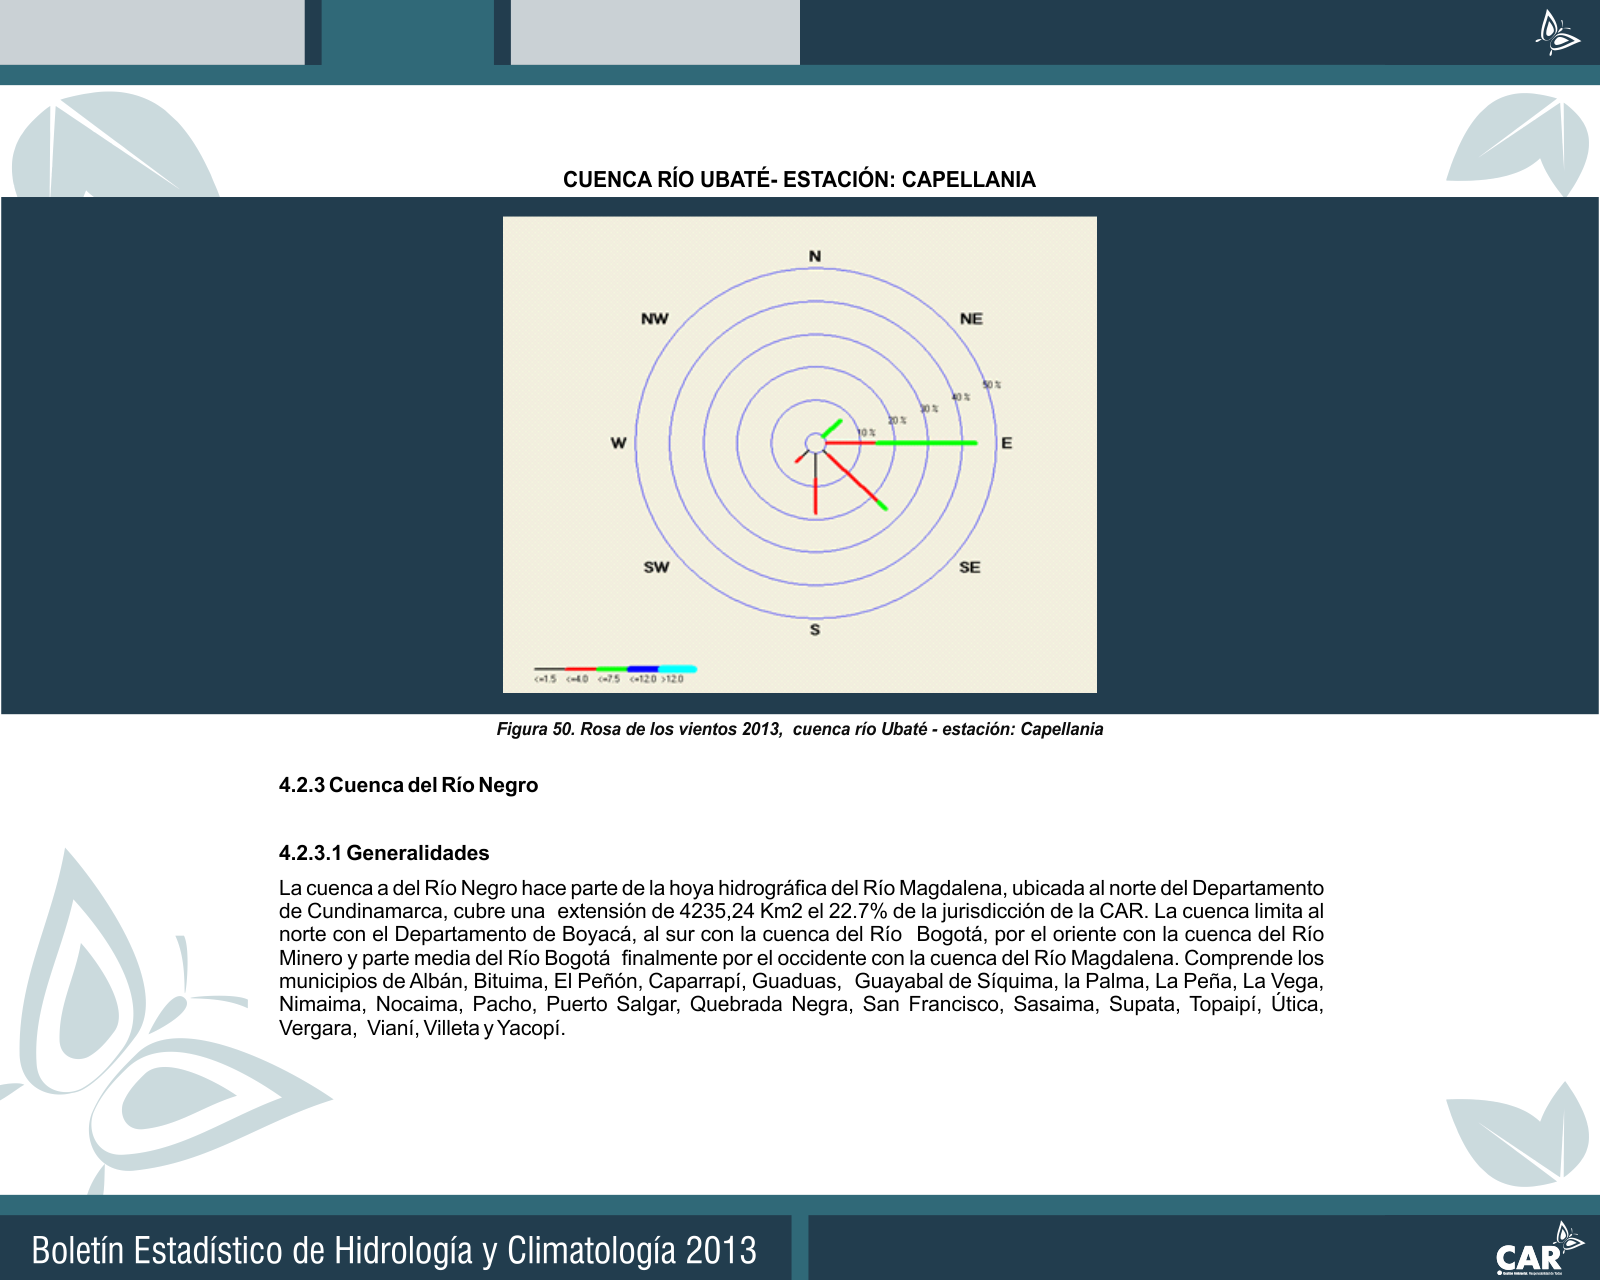 CUENCA RÍO UBATÉ- ESTACIÓN: CAPELLANIA
N
NW
NE
50 %
40 %
30 %
20 %
10 %
W
E
SW
SE
S
<=1.5 <=4.0 <=7.5 <=12.0 >12.0
Figura 50. Rosa de los vientos 2013, cuenca río Ubaté - estación: Capellania
4.2.3 Cuenca del Río Negro
4.2.3.1 Generalidades
La cuenca a del Río Negro hace parte de la hoya hidrográfica del Río Magdalena, ubicada al norte del Departamento
de Cundinamarca, cubre una extensión de 4235,24 Km2 el 22.7% de la jurisdicción de la CAR. La cuenca limita al
norte con el Departamento de Boyacá, al sur con la cuenca del Río Bogotá, por el oriente con la cuenca del Río
Minero y parte media del Río Bogotá finalmente por el occidente con la cuenca del Río Magdalena. Comprende los
municipios de Albán, Bituima, El Peñón, Caparrapí, Guaduas, Guayabal de Síquima, la Palma, La Peña, La Vega,
Nimaima, Nocaima, Pacho, Puerto Salgar, Quebrada Negra, San Francisco, Sasaima, Supata, Topaipí, Útica,
Vergara, Vianí, Villeta y Yacopí.
Boletín Estadístico de Hidrología y Climatología 2013
CAR